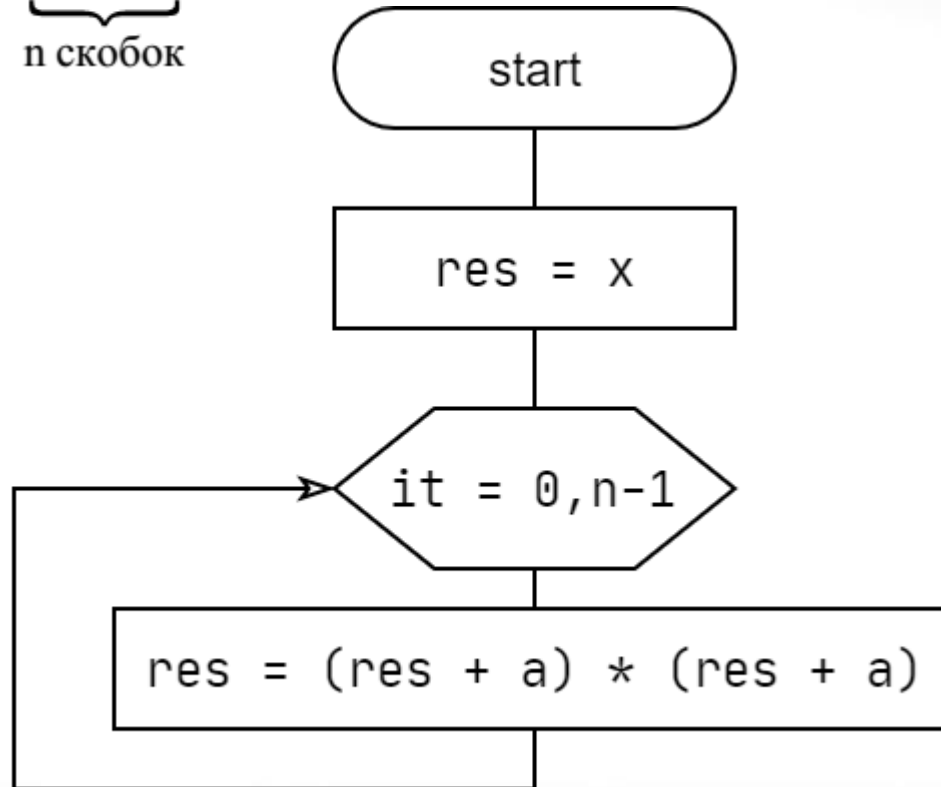 n скобок
start
res = x
it = 0,n-1
res = (res + a) * (res + a)